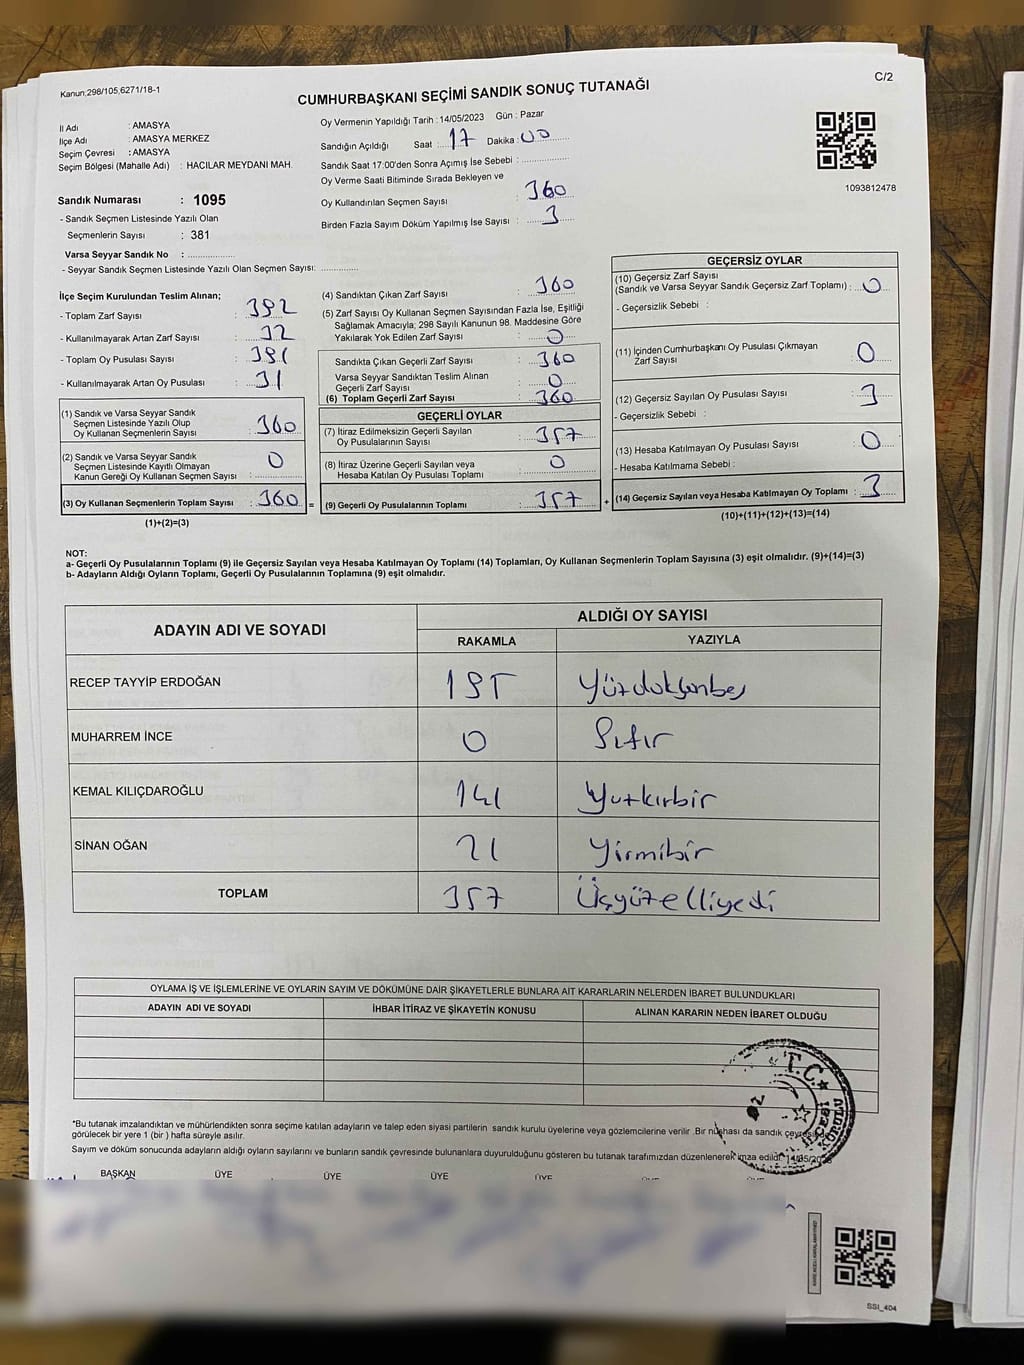 Kanun 298/105,6271/18-1
C/2
CUMHURBAŞKANI SEÇİMİ SANDIK SONUÇ TUTANAĞI
İl Adı : AMASYA
İlçe Adı : AMASYA MERKEZ
Seçim Çevresi : AMASYA
Seçim Bölgesi (Mahalle Adı) : HACILAR MEYDANI MAH.
Sandık Numarası : 1095
- Sandık Seçmen Listesinde Yazılı Olan
Seçmenlerin Sayısı : 381
Varsa Seyyar Sandık No :
- Seyyar Sandık Seçmen Listesinde Yazılı Olan Seçmen Sayısı:
Oy Vermenin Yapıldığı Tarih : 14/05/2023 Gün : Pazar
Sandığın Açıldığı Saat : 17 Dakika : 00
Sandık Saat 17:00'den Sonra Açımış İse Sebebi :
Oy Verme Saati Bitiminde Sırada Bekleyen ve
Oy Kullandırılan Seçmen Sayısı : 360
Birden Fazla Sayım Döküm Yapılmış İse Sayısı : 3
1093812478
İlçe Seçim Kurulundan Teslim Alınan;
- Toplam Zarf Sayısı : 392
- Kullanılmayarak Artan Zarf Sayısı : 32
- Toplam Oy Pusulası Sayısı : 391
- Kullanılmayarak Artan Oy Pusulası : 31
(1) Sandık ve Varsa Seyyar Sandık
Seçmen Listesinde Yazılı Olup
Oy Kullanan Seçmenlerin Sayısı : 360
(2) Sandık ve Varsa Seyyar Sandık
Seçmen Listesinde Kayıtlı Olmayan
Kanun Gereği Oy Kullanan Seçmen Sayısı : 0
(3) Oy Kullanan Seçmenlerin Toplam Sayısı : 360 =
(1)+(2)=(3)
(4) Sandıktan Çıkan Zarf Sayısı : 360
(5) Zarf Sayısı Oy Kullanan Seçmen Sayısından Fazla İse, Eşitliği
Sağlamak Amacıyla; 298 Sayılı Kanunun 98. Maddesine Göre
Yakılarak Yok Edilen Zarf Sayısı : 0
Sandıkta Çıkan Geçerli Zarf Sayısı : 360
Varsa Seyyar Sandıktan Teslim Alınan
Geçerli Zarf Sayısı : 0
(6) Toplam Geçerli Zarf Sayısı : 360
GEÇERLİ OYLAR
(7) İtiraz Edilmeksizin Geçerli Sayılan
Oy Pusulalarının Sayısı : 357
(8) İtiraz Üzerine Geçerli Sayılan veya
Hesaba Katılan Oy Pusulası Toplamı : 0
(9) Geçerli Oy Pusulalarının Toplamı : 357 +
GEÇERSİZ OYLAR
(10) Geçersiz Zarf Sayısı
(Sandık ve Varsa Seyyar Sandık Geçersiz Zarf Toplamı) : 0
- Geçersizlik Sebebi :
(11) İçinden Cumhurbaşkanı Oy Pusulası Çıkmayan
Zarf Sayısı : 0
(12) Geçersiz Sayılan Oy Pusulası Sayısı : 3
- Geçersizlik Sebebi :
(13) Hesaba Katılmayan Oy Pusulası Sayısı : 0
- Hesaba Katılmama Sebebi :
(14) Geçersiz Sayılan veya Hesaba Katılmayan Oy Toplamı : 3
(10)+(11)+(12)+(13)=(14)
NOT:
a- Geçerli Oy Pusulalarının Toplamı (9) ile Geçersiz Sayılan veya Hesaba Katılmayan Oy Toplamı (14) Toplamları, Oy Kullanan Seçmenlerin Toplam Sayısına (3) eşit olmalıdır. (9)+(14)=(3)
b- Adayların Aldığı Oyların Toplamı, Geçerli Oy Pusulalarının Toplamına (9) eşit olmalıdır.
ADAYIN ADI VE SOYADI ALDIĞI OY SAYISI
RAKAMLA YAZIYLA
RECEP TAYYİP ERDOĞAN 195 Yüzdoksanbeş
MUHARREM İNCE 0 Sıfır
KEMAL KILIÇDAROĞLU 141 Yuzkırbir
SİNAN OĞAN 21 Yirmibir
TOPLAM 357 Üçyüzelliyedi
OYLAMA İŞ VE İŞLEMLERİNE VE OYLARIN SAYIM VE DÖKÜMÜNE DAİR ŞİKAYETLERLE BUNLARA AİT KARARLARIN NELERDEN İBARET BULUNDUKLARI
ADAYIN ADI VE SOYADI İHBAR İTİRAZ VE ŞİKAYETİN KONUSU ALINAN KARARIN NEDEN İBARET OLDUĞU
T.C.
*Bu tutanak imzalandıktan ve mühürlendikten sonra seçime katılan adayların ve talep eden siyasi partilerin sandık kurulu üyelerine veya gözlemcilerine verilir. Bir nüshası da sandık çevresinde
görülecek bir yere 1 (bir) hafta süreyle asılır.
Sayım ve döküm sonucunda adayların aldığı oyların sayılarını ve bunların sandık çevresinde bulunanlara duyurulduğunu gösteren bu tutanak tarafımızdan düzenlenerek imza edildi. 14/05/2023
BAŞKAN ÜYE ÜYE ÜYE
SSI_404